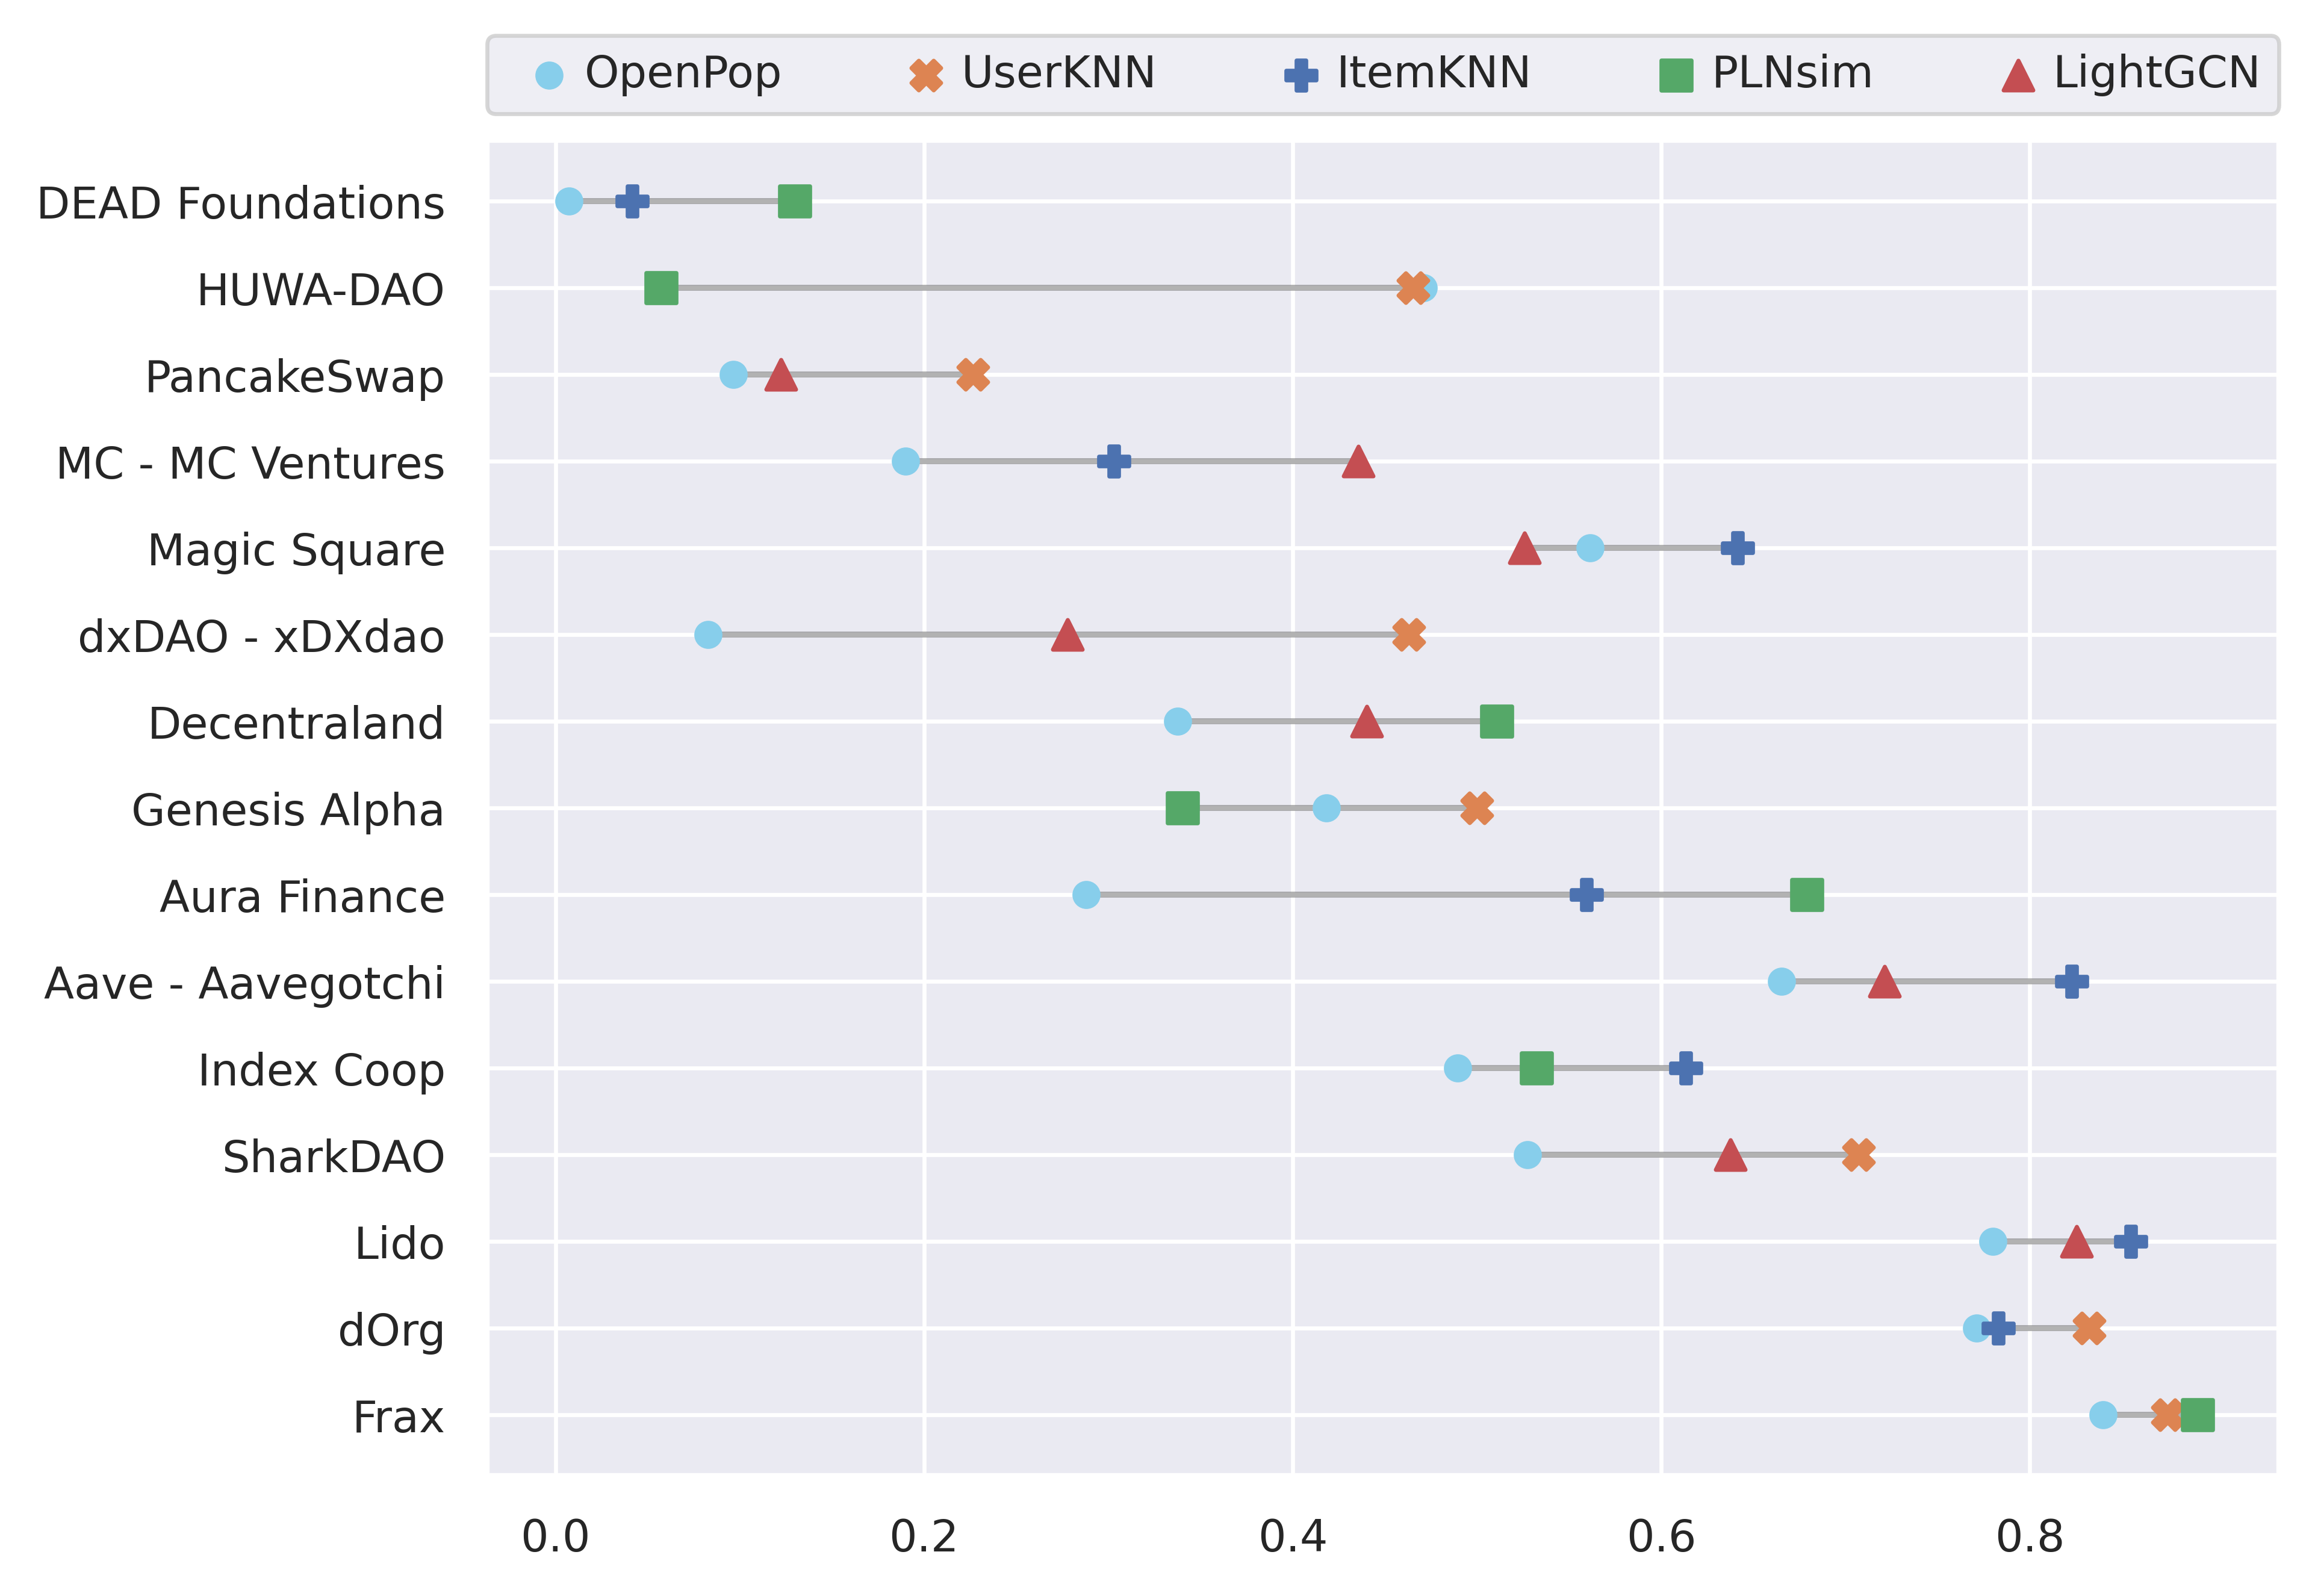 OpenPop UserKNN ItemKNN PLNsim LightGCN
DEAD Foundations
HUWA-DAO
PancakeSwap
MC - MC Ventures
Magic Square
dxDAO - xDXdao
Decentraland
Genesis Alpha
Aura Finance
Aave - Aavegotchi
Index Coop
SharkDAO
Lido
dOrg
Frax
0.0 0.2 0.4 0.6 0.8